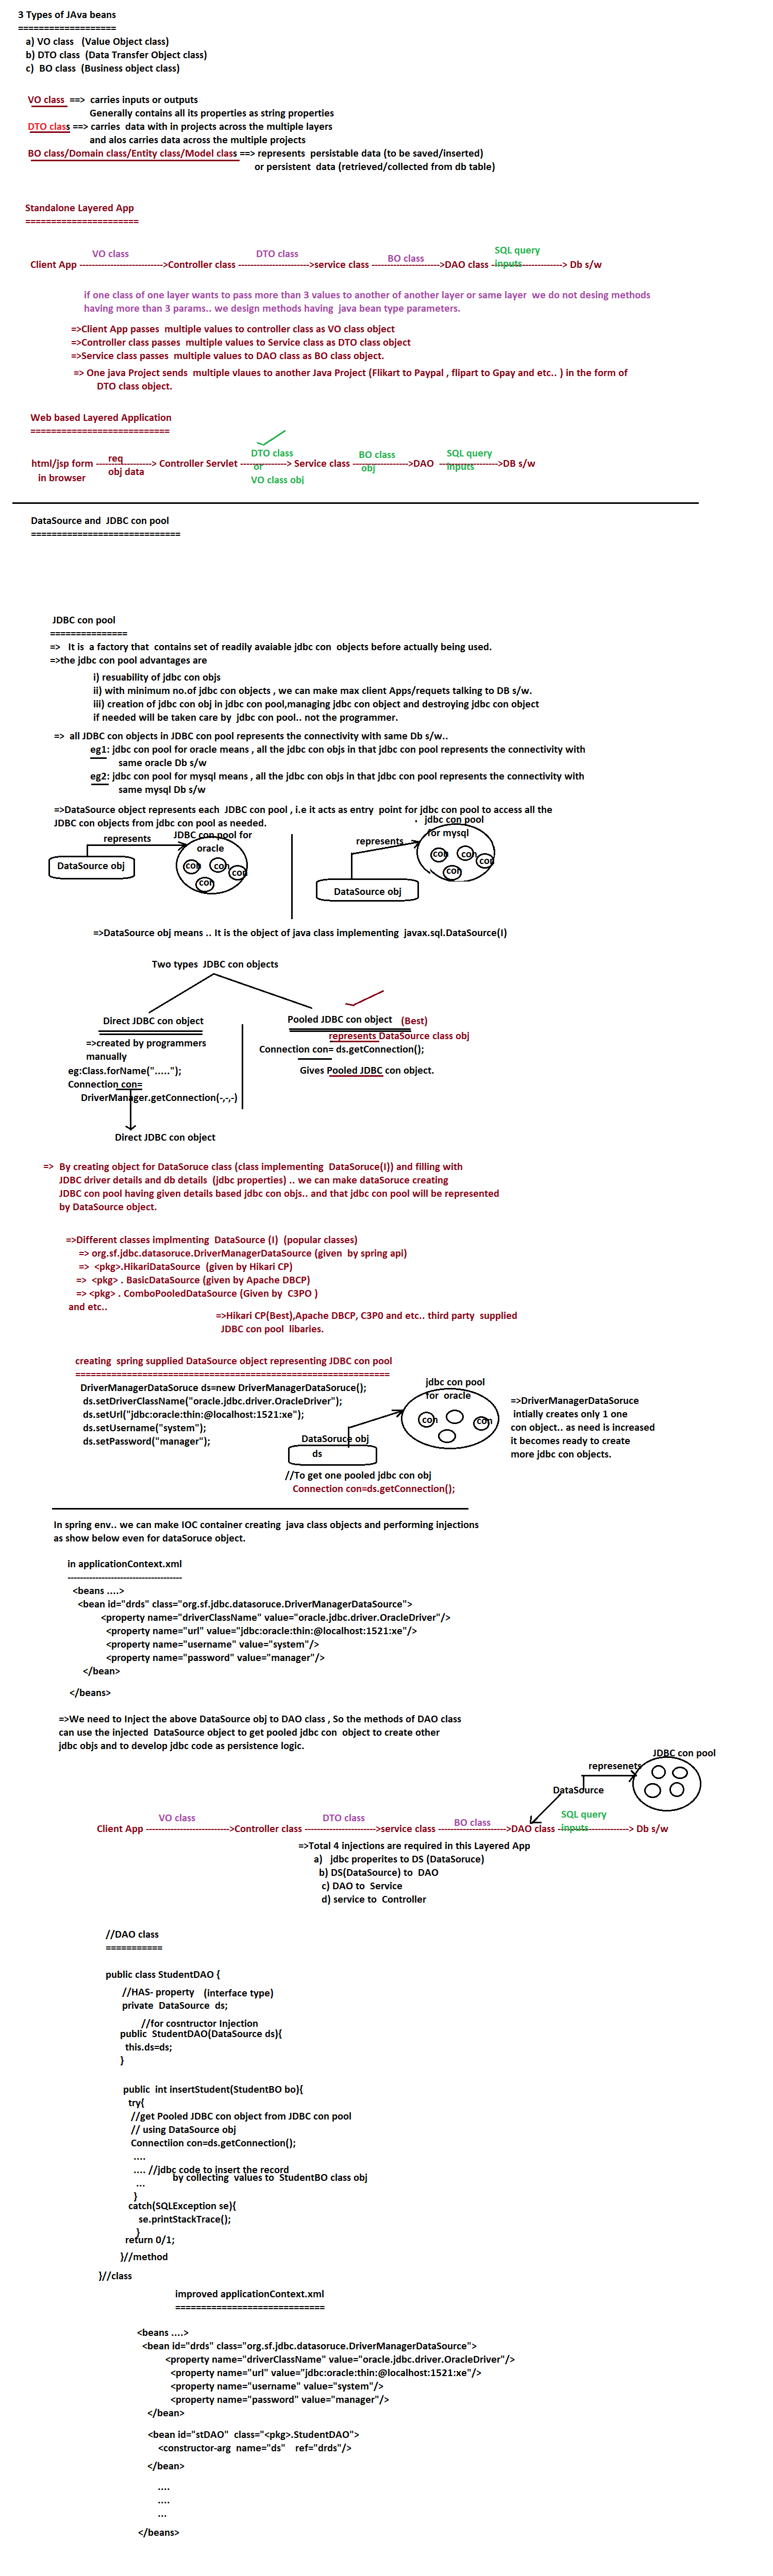 3 Types of JAva beans
===================
a) VO class (Value Object class)
b) DTO class (Data Transfer Object class)
c) BO class (Business object class)
VO class ==> carries inputs or outputs
Generally contains all its properties as string properties
DTO class ==> carries data with in projects across the multiple layers
and alos carries data across the multiple projects
BO class/Domain class/Entity class/Model class ==> represents persistable data (to be saved/inserted)
or persistent data (retrieved/collected from db table)
Standalone Layered App
======================
VO class DTO class BO class SQL query
Client App --------------------------->Controller class ----------------------->service class ---------------------->DAO class -----------------------> Db s/w
inputs
if one class of one layer wants to pass more than 3 values to another of another layer or same layer we do not desing methods
having more than 3 params.. we design methods having java bean type parameters.
=>Client App passes multiple values to controller class as VO class object
=>Controller class passes multiple values to Service class as DTO class object
=>Service class passes multiple values to DAO class as BO class object.
=> One java Project sends multiple vlaues to another Java Project (Flikart to Paypal , flipart to Gpay and etc.. ) in the form of
DTO class object.
Web based Layered Application
===========================
req DTO class BO class SQL query
html/jsp form ------------------> Controller Servlet ---------------> Service class ------------------>DAO ------------------->DB s/w
in browser obj data or obj inputs
VO class obj
DataSource and JDBC con pool
=============================
JDBC con pool
===============
=> It is a factory that contains set of readily avaiable jdbc con objects before actually being used.
=>the jdbc con pool advantages are
i) resuability of jdbc con objs
ii) with minimum no.of jdbc con objects , we can make max client Apps/requets talking to DB s/w.
iii) creation of jdbc con obj in jdbc con pool,managing jdbc con object and destroying jdbc con object
if needed will be taken care by jdbc con pool.. not the programmer.
=> all JDBC con objects in JDBC con pool represents the connectivity with same Db s/w..
eg1: jdbc con pool for oracle means , all the jdbc con objs in that jdbc con pool represents the connectivity with
same oracle Db s/w
eg2: jdbc con pool for mysql means , all the jdbc con objs in that jdbc con pool represents the connectivity with
same mysql Db s/w
=>DataSource object represents each JDBC con pool , i.e it acts as entry point for jdbc con pool to access all the
JDBC con objects from jdbc con pool as needed.
jdbc con pool
for mysql
represents JDBC con pool for
oracle
represents
DataSource obj
con con con con
con con con con
DataSource obj
=>DataSource obj means .. It is the object of java class implementing javax.sql.DataSource(I)
Two types JDBC con objects
Direct JDBC con object
Pooled JDBC con object (Best)
represents DataSource class obj
=>created by programmers
manually
Connection con= ds.getConnection();
eg:Class.forName(".....");
Gives Pooled JDBC con object.
Connection con=
DriverManager.getConnection(-,-,-)
Direct JDBC con object
=> By creating object for DataSoruce class (class implementing DataSoruce(I)) and filling with
JDBC driver details and db details (jdbc properties) .. we can make dataSoruce creating
JDBC con pool having given details based jdbc con objs.. and that jdbc con pool will be represented
by DataSource object.
=>Different classes implmenting DataSource (I) (popular classes)
=> org.sf.jdbc.datasoruce.DriverManagerDataSource (given by spring api)
=> <pkg>.HikariDataSource (given by Hikari CP)
=> <pkg> . BasicDataSource (given by Apache DBCP)
=> <pkg> . ComboPooledDataSource (Given by C3PO )
and etc..
=>Hikari CP(Best),Apache DBCP, C3P0 and etc.. third party supplied
JDBC con pool libaries.
creating spring supplied DataSource object representing JDBC con pool
=============================================================
DriverManagerDataSoruce ds=new DriverManagerDataSoruce();
ds.setDriverClassName("oracle.jdbc.driver.OracleDriver");
ds.setUrl("jdbc:oracle:thin:@localhost:1521:xe");
ds.setUsername("system");
ds.setPassword("manager");
jdbc con pool
for oracle
con con
=>DriverManagerDataSoruce
intially creates only 1 one
con object.. as need is increased
it becomes ready to create
more jdbc con objects.
DataSoruce obj
ds
//To get one pooled jdbc con obj
Connection con=ds.getConnection();
In spring env.. we can make IOC container creating java class objects and performing injections
as show below even for dataSoruce object.
in applicationContext.xml
-------------------------------------
<beans ....>
<bean id="drds" class="org.sf.jdbc.datasoruce.DriverManagerDataSource">
<property name="driverClassName" value="oracle.jdbc.driver.OracleDriver"/>
<property name="url" value="jdbc:oracle:thin:@localhost:1521:xe"/>
<property name="username" value="system"/>
<property name="password" value="manager"/>
</bean>
</beans>
=>We need to Inject the above DataSource obj to DAO class , So the methods of DAO class
can use the injected DataSource object to get pooled jdbc con object to create other
jdbc objs and to develop jdbc code as persistence logic.
JDBC con pool
represenets
DataSource
VO class DTO class BO class SQL query
Client App --------------------------->Controller class ----------------------->service class ---------------------->DAO class -----------------------> Db s/w
inputs
=>Total 4 injections are required in this Layered App
a) jdbc properites to DS (DataSoruce)
b) DS(DataSource) to DAO
c) DAO to Service
d) service to Controller
//DAO class
===========
public class StudentDAO {
//HAS- property (interface type)
private DataSource ds;
//for cosntructor Injection
public StudentDAO(DataSource ds){
this.ds=ds;
}
public int insertStudent(StudentBO bo){
try{
//get Pooled JDBC con object from JDBC con pool
// using DataSource obj
Connectiion con=ds.getConnection();
....
.... //jdbc code to insert the record
by collecting values to StudentBO class obj
...
}
catch(SQLException se){
se.printStackTrace();
}
return 0/1;
}//method
}//class
improved applicationContext.xml
=============================
<beans ....>
<bean id="drds" class="org.sf.jdbc.datasoruce.DriverManagerDataSource">
<property name="driverClassName" value="oracle.jdbc.driver.OracleDriver"/>
<property name="url" value="jdbc:oracle:thin:@localhost:1521:xe"/>
<property name="username" value="system"/>
<property name="password" value="manager"/>
</bean>
<bean id="stDAO" class="<pkg>.StudentDAO">
<constructor-arg name="ds" ref="drds"/>
</bean>
....
....
...
</beans>